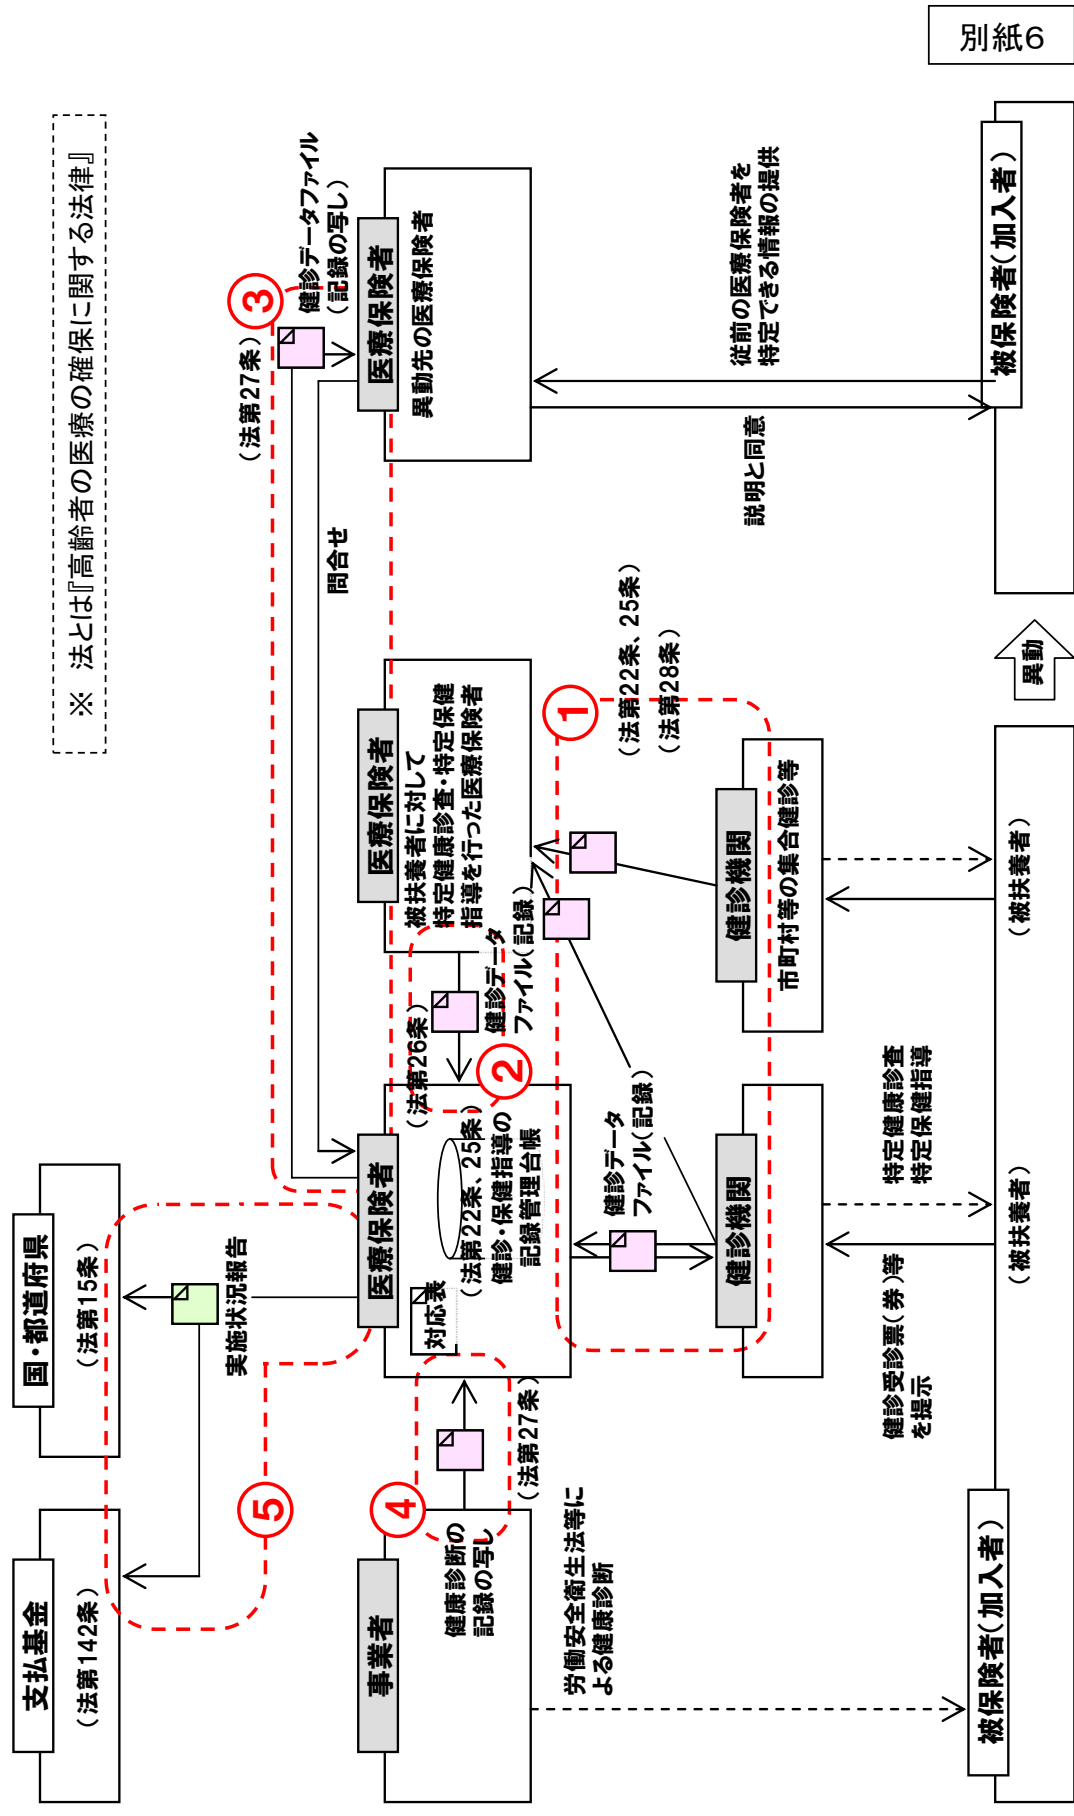 別紙6
※ 法とは『高齢者の医療の確保に関する法律』
支払基金
(法第142条)
国・都道府県
(法第15条)
実施状況報告
⑤
③
(法第27条)
健診データファイル
(記録の写し)
問合せ
事業者
④
健康診断の
記録の写し
(法第27条)
労働安全衛生法等に
よる健康診断
医療保険者
対応表
(法第22条、25条)
健診・保健指導の
記録管理台帳
(法第26条)
②
健診データ
ファイル(記録)
医療保険者
被扶養者に対して
特定健康診査・特定保健
指導を行った医療保険者
医療保険者
異動先の医療保険者
①
(法第22条、25条)
(法第28条)
健診データ
ファイル(記録)
健診機関
健診機関
市町村等の集合健診等
健診受診票(券)等
を提示
特定健康診査
特定保健指導
説明と同意
従前の医療保険者を
特定できる情報の提供
被保険者(加入者)
(被扶養者)
(被扶養者)
異動
被保険者(加入者)